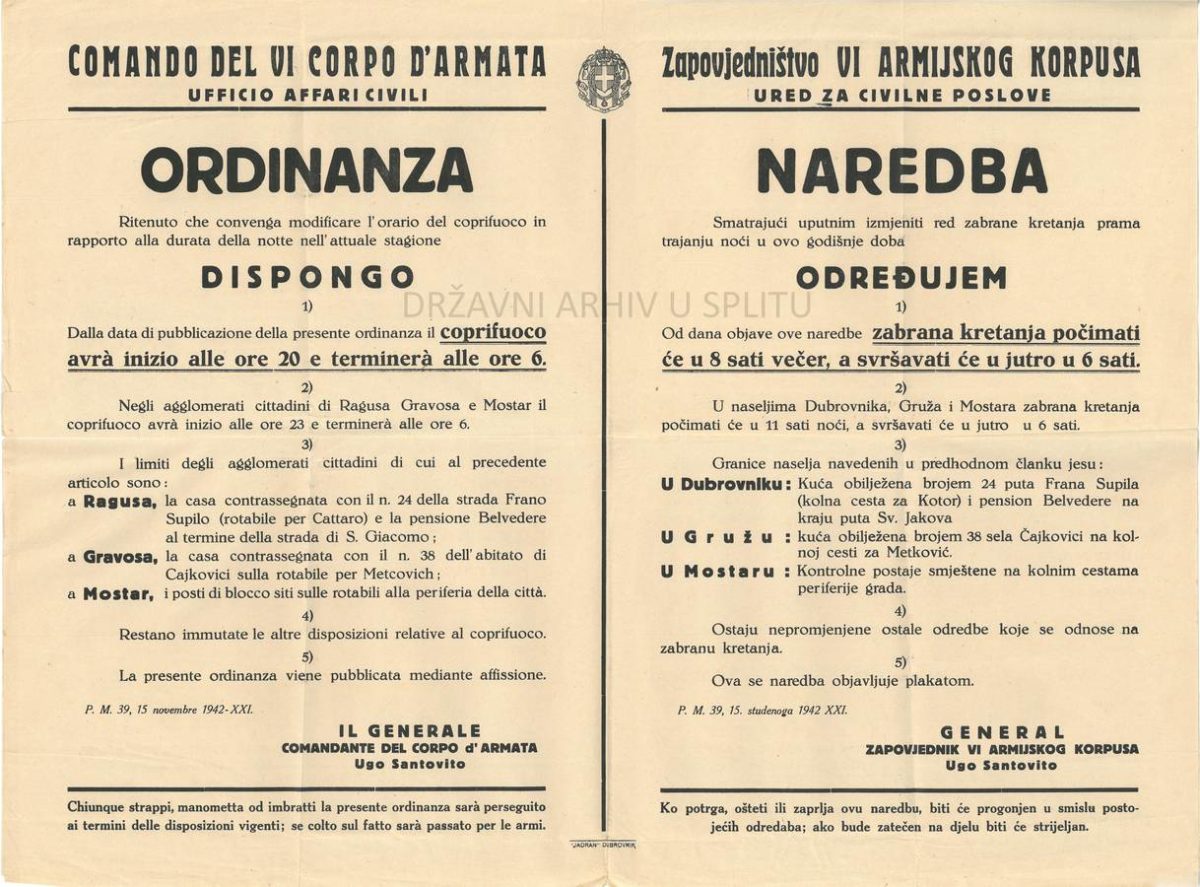 COMANDO DEL VI CORPO D'ARMATA
UFFICIO AFFARI CIVILI
ORDINANZA
Ritenuto che convenga modificare l'orario del coprifuoco in
rapporto alla durata della notte nell'attuale stagione
DISPONGO
1)
Dalla data di pubblicazione della presente ordinanza il coprifuoco
avrà inizio alle ore 20 e terminerà alle ore 6.
2)
Negli agglomerati cittadini di Ragusa Gravosa e Mostar il
coprifuoco avrà inizio alle ore 23 e terminerà alle ore 6.
3)
I limiti degli agglomerati cittadini di cui al precedente
articolo sono:
a Ragusa, la casa contrassegnata con il n. 24 della strada Frano
Supilo (rotabile per Cattaro) e la pensione Belvedere
al termine della strada di S. Giacomo;
a Gravosa, la casa contrassegnata con il n. 38 dell'abitato di
Cajkovici sulla rotabile per Metcovich;
a Mostar, i posti di blocco siti sulle rotabili alla periferia della città.
4)
Restano immutate le altre disposizioni relative al coprifuoco.
5)
La presente ordinanza viene pubblicata mediante affissione.
P. M. 39, 15 novembre 1942-XXI.
IL GENERALE
COMANDANTE DEL CORPO d'ARMATA
Ugo Santovito
Chiunque strappi, manometta od imbratti la presente ordinanza sarà perseguito
ai termini delle disposizioni vigenti; se colto sul fatto sarà passato per le armi.
Zapovjedništvo VI ARMIJSKOG KORPUSA
URED ZA CIVILNE POSLOVE
NAREDBA
Smatrajući uputnim izmjeniti red zabrane kretanja prama
trajanju noći u ovo godišnje doba
ODREĐUJEM
1)
Od dana objave ove naredbe zabrana kretanja počimati
će u 8 sati večer, a svršavati će u jutro u 6 sati.
2)
U naseljima Dubrovnika, Gruža i Mostara zabrana kretanja
počimati će u 11 sati noći, a svršavati će u jutro u 6 sati.
3)
Granice naselja navedenih u predhodnom članku jesu:
U Dubrovniku: Kuća obilježena brojem 24 puta Frana Supila
(kolna cesta za Kotor) i pension Belvedere na
kraju puta Sv. Jakova
U Gružu: kuća obilježena brojem 38 sela Čajkovici na kol-
noj cesti za Metković.
U Mostaru: Kontrolne postaje smještene na kolnim cestama
periferije grada.
4)
Ostaju nepromjenjene ostale odredbe koje se odnose na
zabranu kretanja.
5)
Ova se naredba objavljuje plakatom.
P. M. 39, 15. studenoga 1942 XXI.
GENERAL
ZAPOVJEDNIK VI ARMIJSKOG KORPUSA
Ugo Santovito
Ko potrga, ošteti ili zaprlja ovu naredbu, biti će progonjen u smislu posto-
jećih odredaba; ako bude zatečen na djelu biti će strijeljan.
"JADRAN" DUBROVNIK
DRŽAVNI ARHIV U SPLITU